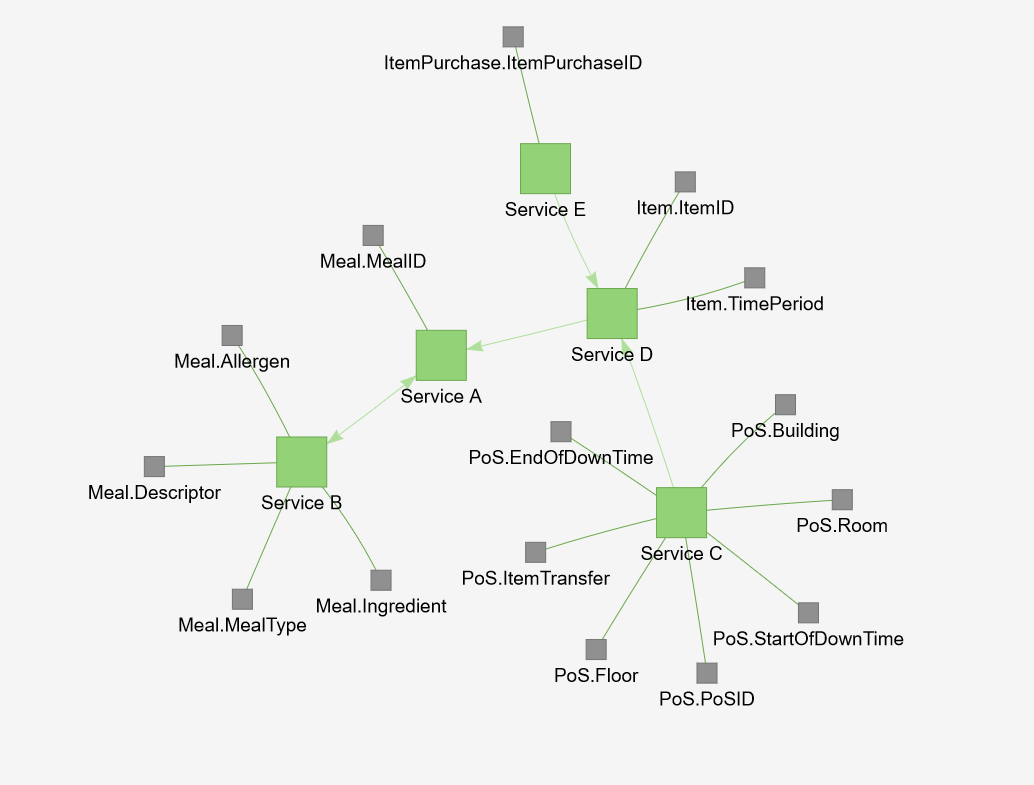 ItemPurchase.ItemPurchaseID
Service E
Item.ItemID
Meal.MealID
Item.TimePeriod
Service D
Meal.Allergen
Service A
PoS.Building
PoS.EndOfDownTime
Meal.Descriptor
Service B
PoS.Room
Service C
PoS.ItemTransfer
Meal.Ingredient
Meal.MealType
PoS.StartOfDownTime
PoS.Floor
PoS.PoSID